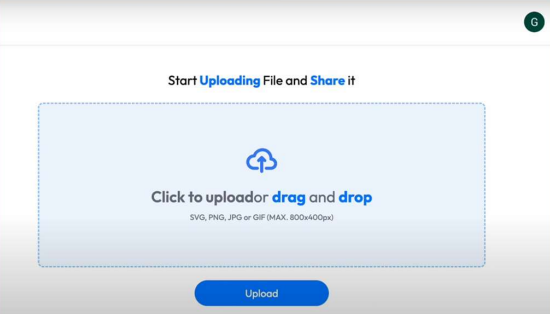 G
Start Uploading File and Share it
Click to uploador drag and drop
SVG, PNG, JPG or GIF (MAX. 800x400px)
Upload